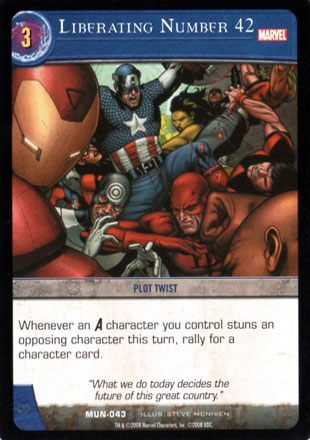 3
LIBERATING NUMBER 42
MARVEL
PLOT TWIST
Whenever an A character you control stuns an
opposing character this turn, rally for a
character card.
"What we do today decides the
future of this great country."
MUN-043 ILLUS: STEVE MCNIVEN
TM & ©2008 Marvel Characters, Inc. ©2008 UDC.